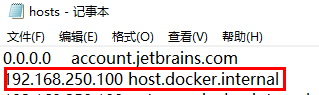 hosts - 记事本
文件(F) 编辑(E) 格式(O) 查看(V) 帮助(H)
0.0.0.0 account.jetbrains.com
192.168.250.100 host.docker.internal